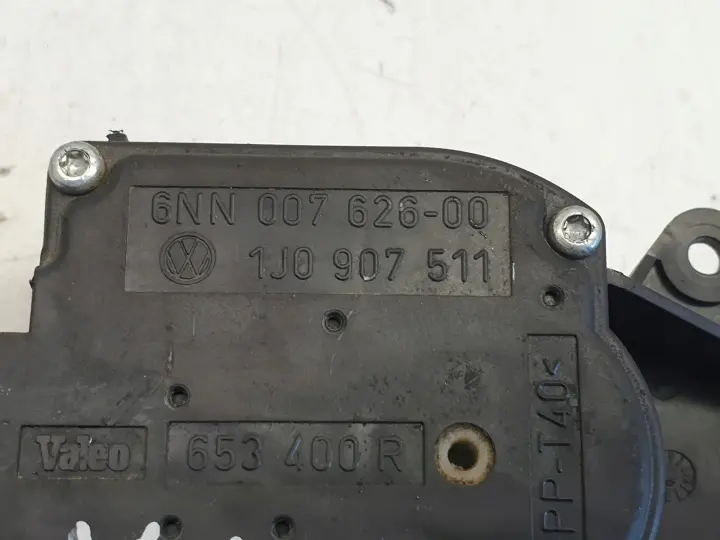 6NN 007 626-00
1J0 907 511
Valeo
653 400 R
PP-T40<